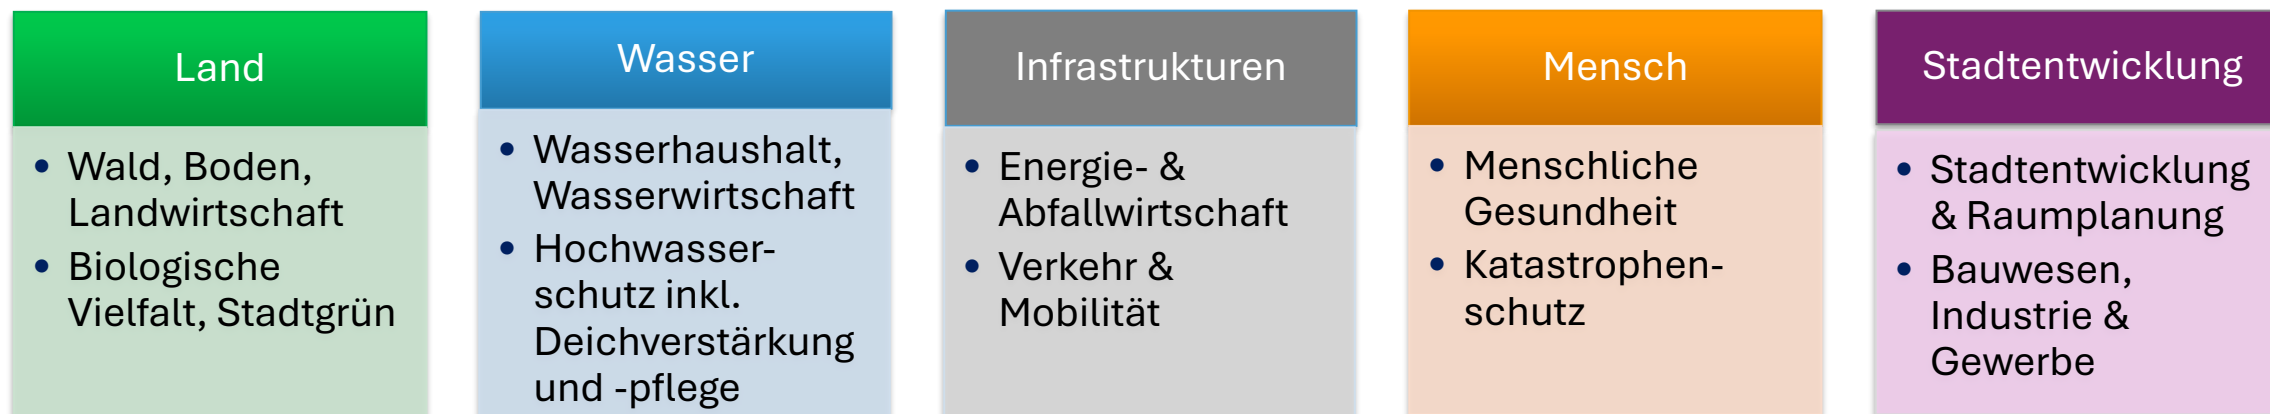 Land
• Wald, Boden,
Landwirtschaft
• Biologische
Vielfalt, Stadtgrün
Wasser
• Wasserhaushalt,
Wasserwirtschaft
• Hochwasser-
schutz inkl.
Deichverstärkung
und -pflege
Infrastrukturen
• Energie- &
Abfallwirtschaft
• Verkehr &
Mobilität
Mensch
• Menschliche
Gesundheit
• Katastrophen-
schutz
Stadtentwicklung
• Stadtentwicklung
& Raumplanung
• Bauwesen,
Industrie &
Gewerbe